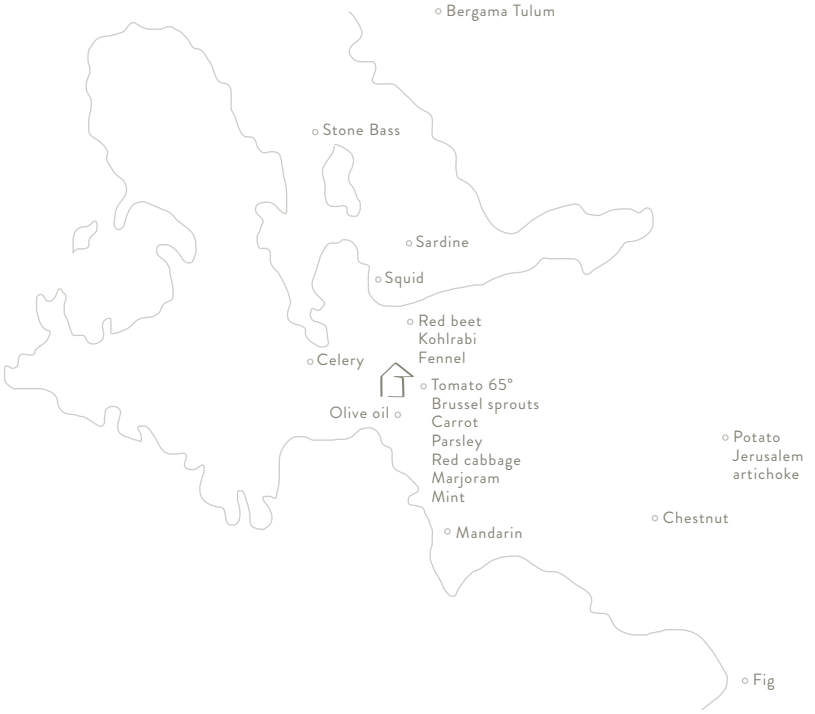 Bergama Tulum
Stone Bass
Sardine
Squid
Red beet
Kohlrabi
Fennel
Celery
Tomato 65°
Brussel sprouts
Carrot
Parsley
Red cabbage
Marjoram
Mint
Olive oil
Potato
Jerusalem
artichoke
Chestnut
Mandarin
Fig